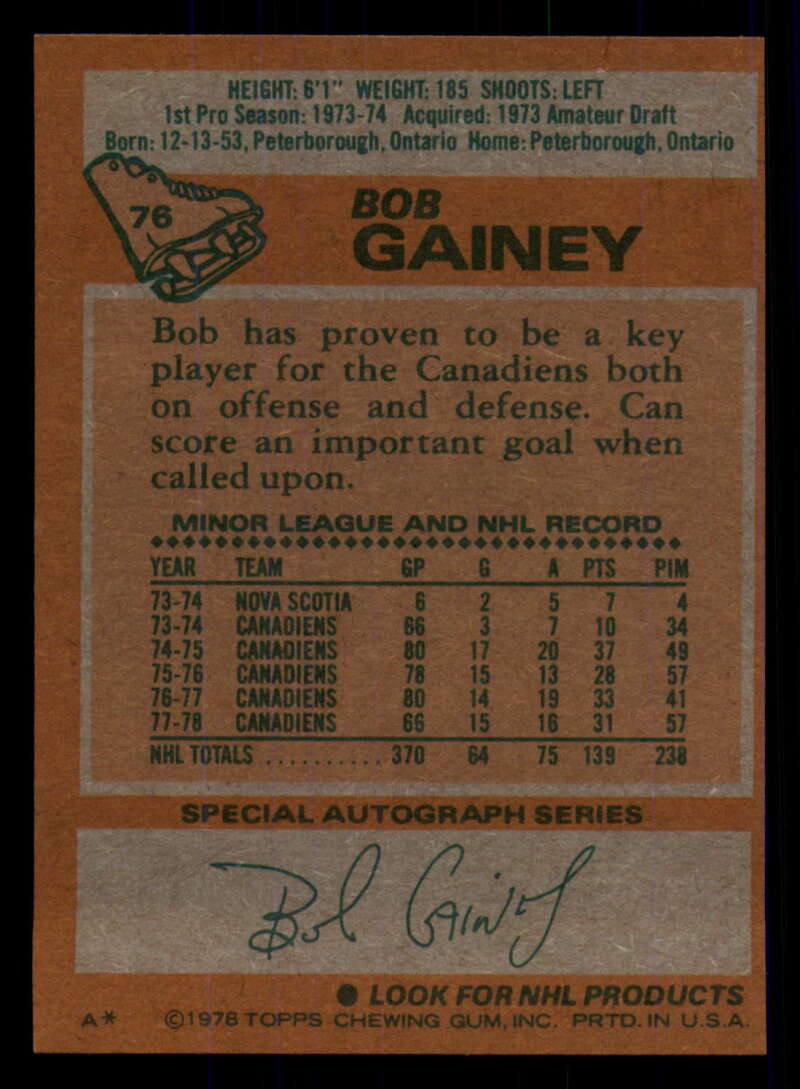 HEIGHT: 6'1" WEIGHT: 185 SHOOTS: LEFT
1st Pro Season: 1973-74 Acquired: 1973 Amateur Draft
Born: 12-13-53, Peterborough, Ontario Home: Peterborough, Ontario
76
BOB
GAINEY
Bob has proven to be a key
player for the Canadiens both
on offense and defense. Can
score an important goal when
called upon.
MINOR LEAGUE AND NHL RECORD
YEAR TEAM GP G A PTS PIM
73-74 NOVA SCOTIA 6 2 5 7 4
73-74 CANADIENS 66 3 7 10 34
74-75 CANADIENS 80 17 20 37 49
75-76 CANADIENS 78 15 13 28 57
76-77 CANADIENS 80 14 19 33 41
77-78 CANADIENS 66 15 16 31 57
NHL TOTALS .......... 370 64 75 139 238
SPECIAL AUTOGRAPH SERIES
Bob Gainey
● LOOK FOR NHL PRODUCTS
A* ©1978 TOPPS CHEWING GUM, INC. PRTD. IN U.S.A.